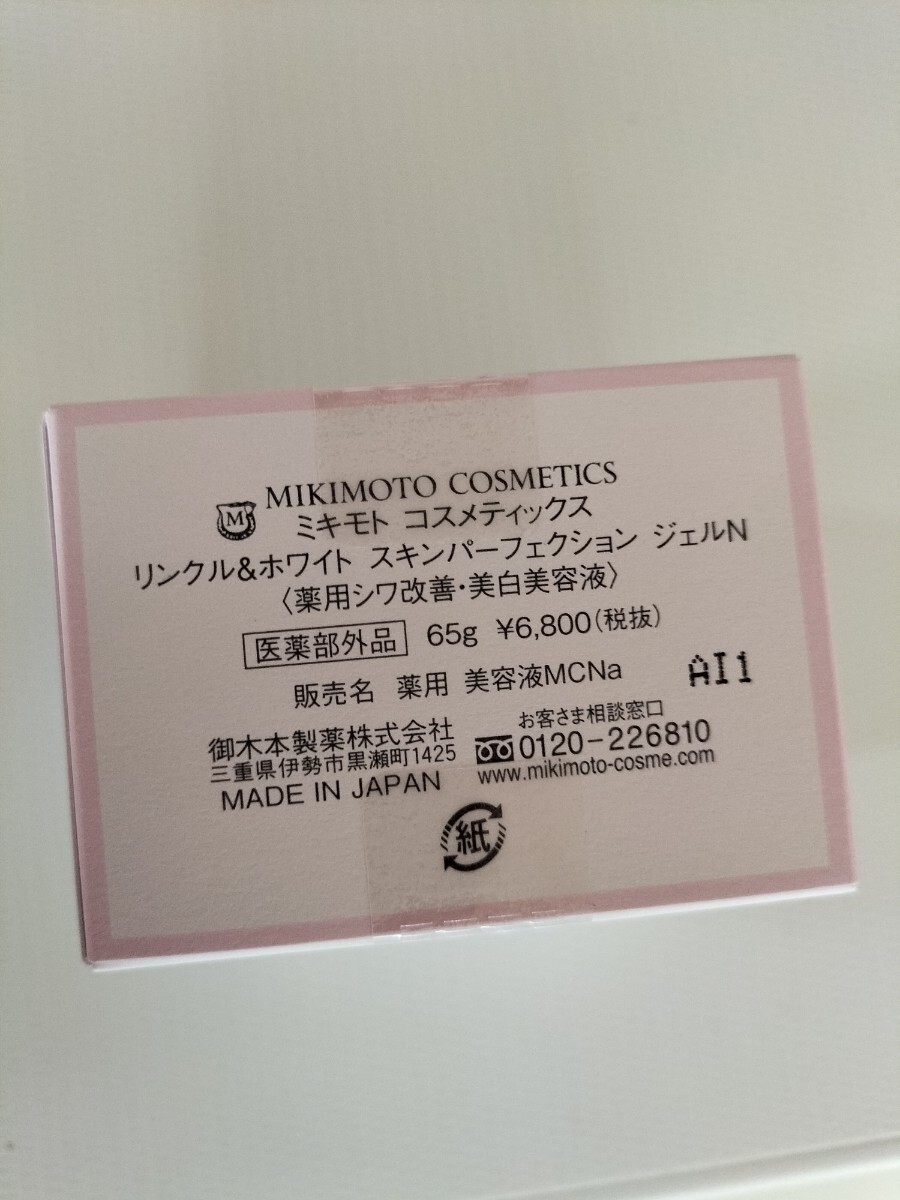 MIKIMOTO COSMETICS
M
ミキモト コスメティックス
リンクル&ホワイト スキンパーフェクション ジェルN
〈薬用シワ改善・美白美容液〉
医薬部外品 65g ¥6,800(税抜)
販売名 薬用 美容液MCNa AI1
御木本製薬株式会社
三重県伊勢市黒瀬町1425
MADE IN JAPAN
お客さま相談窓口
0120-226810
www.mikimoto-cosme.com
紙